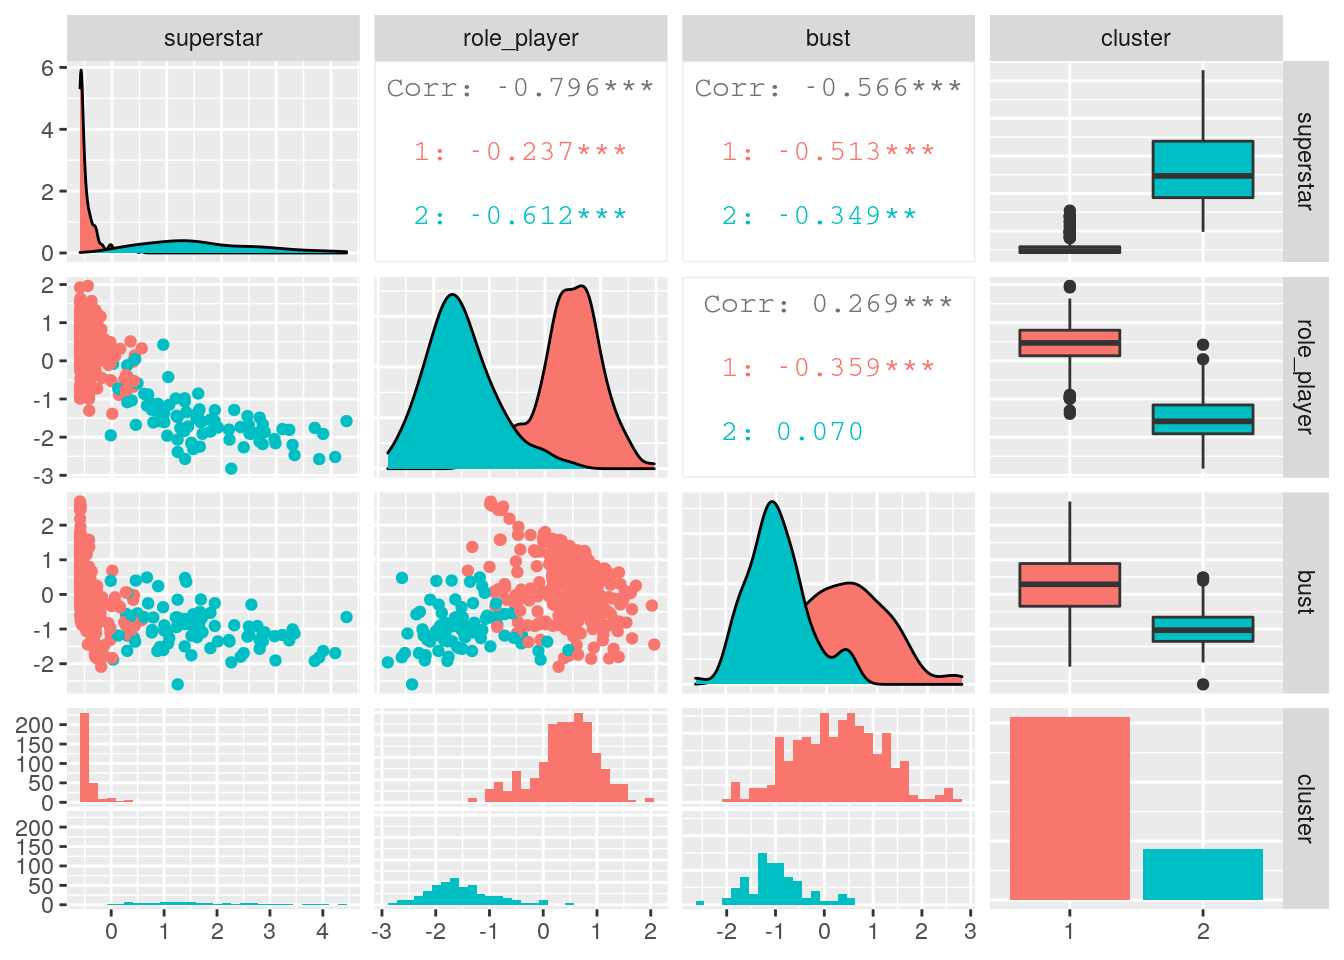 superstar role_player bust cluster
6
4
2
0
Corr: -0.796***
1: -0.237***
2: -0.612***
Corr: -0.566***
1: -0.513***
2: -0.349**
superstar
2
1
0
-1
-2
-3
Corr: 0.269***
1: -0.359***
2: 0.070
role_player
2
1
0
-1
-2
bust
200
150
100
50
0
200
150
100
50
0
cluster
0 1 2 3 4
-3 -2 -1 0 1 2
-2 -1 0 1 2 3
1 2